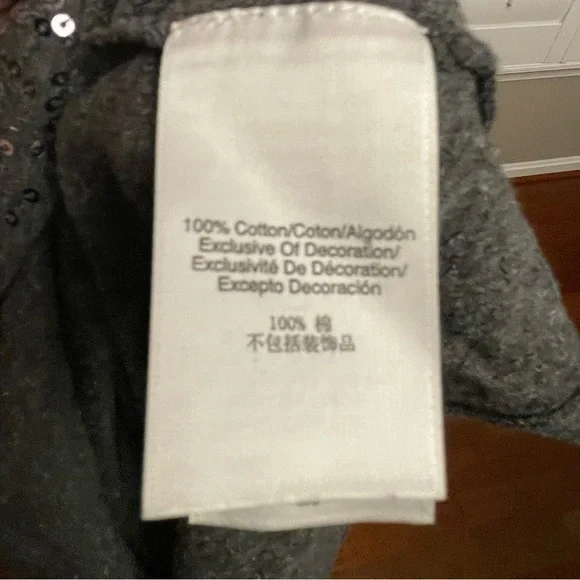 100% Cotton/Coton/Algodón
Exclusive Of Decoration/
Exclusivité De Décoration/
Excepto Decoración
100% 棉
不包括装饰品